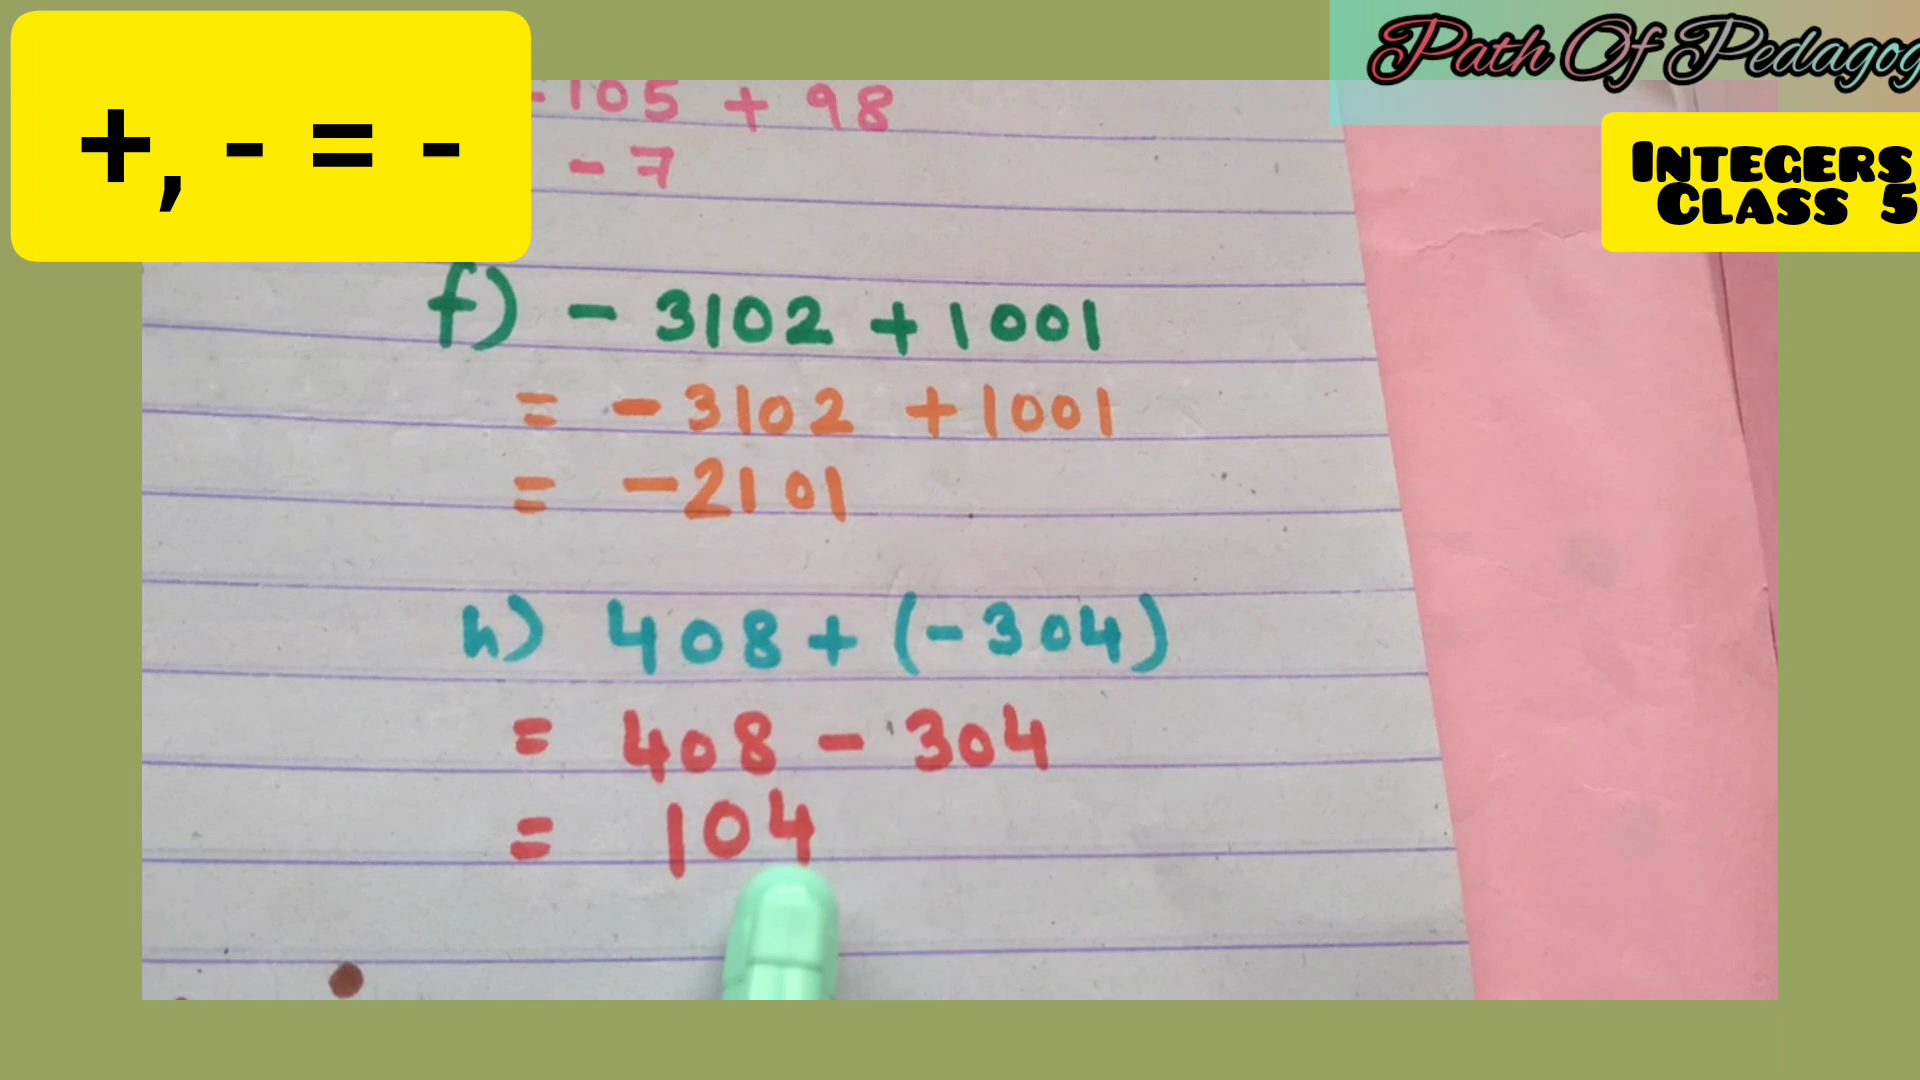 +, - = -
Path Of Pedagog
INTEGERS
CLASS 5
-105 + 98
- 7
f) - 3102 + 1001
= - 3102 + 1001
= - 2101
h) 408 + (-304)
= 408 - 304
= 104